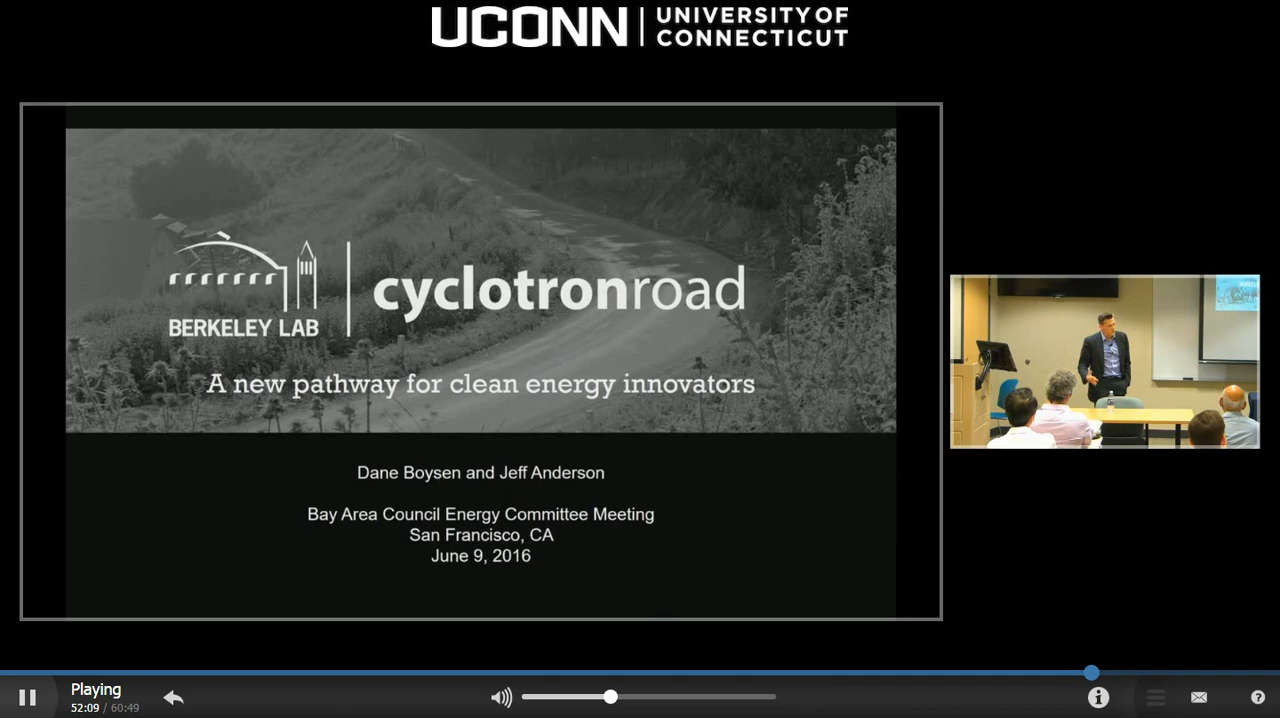 UCONN
UNIVERSITY OF
CONNECTICUT
BERKELEY LAB
cyclotronroad
A new pathway for clean energy innovators
Dane Boysen and Jeff Anderson
Bay Area Council Energy Committee Meeting
San Francisco, CA
June 9, 2016
Playing
52:09 / 60:49